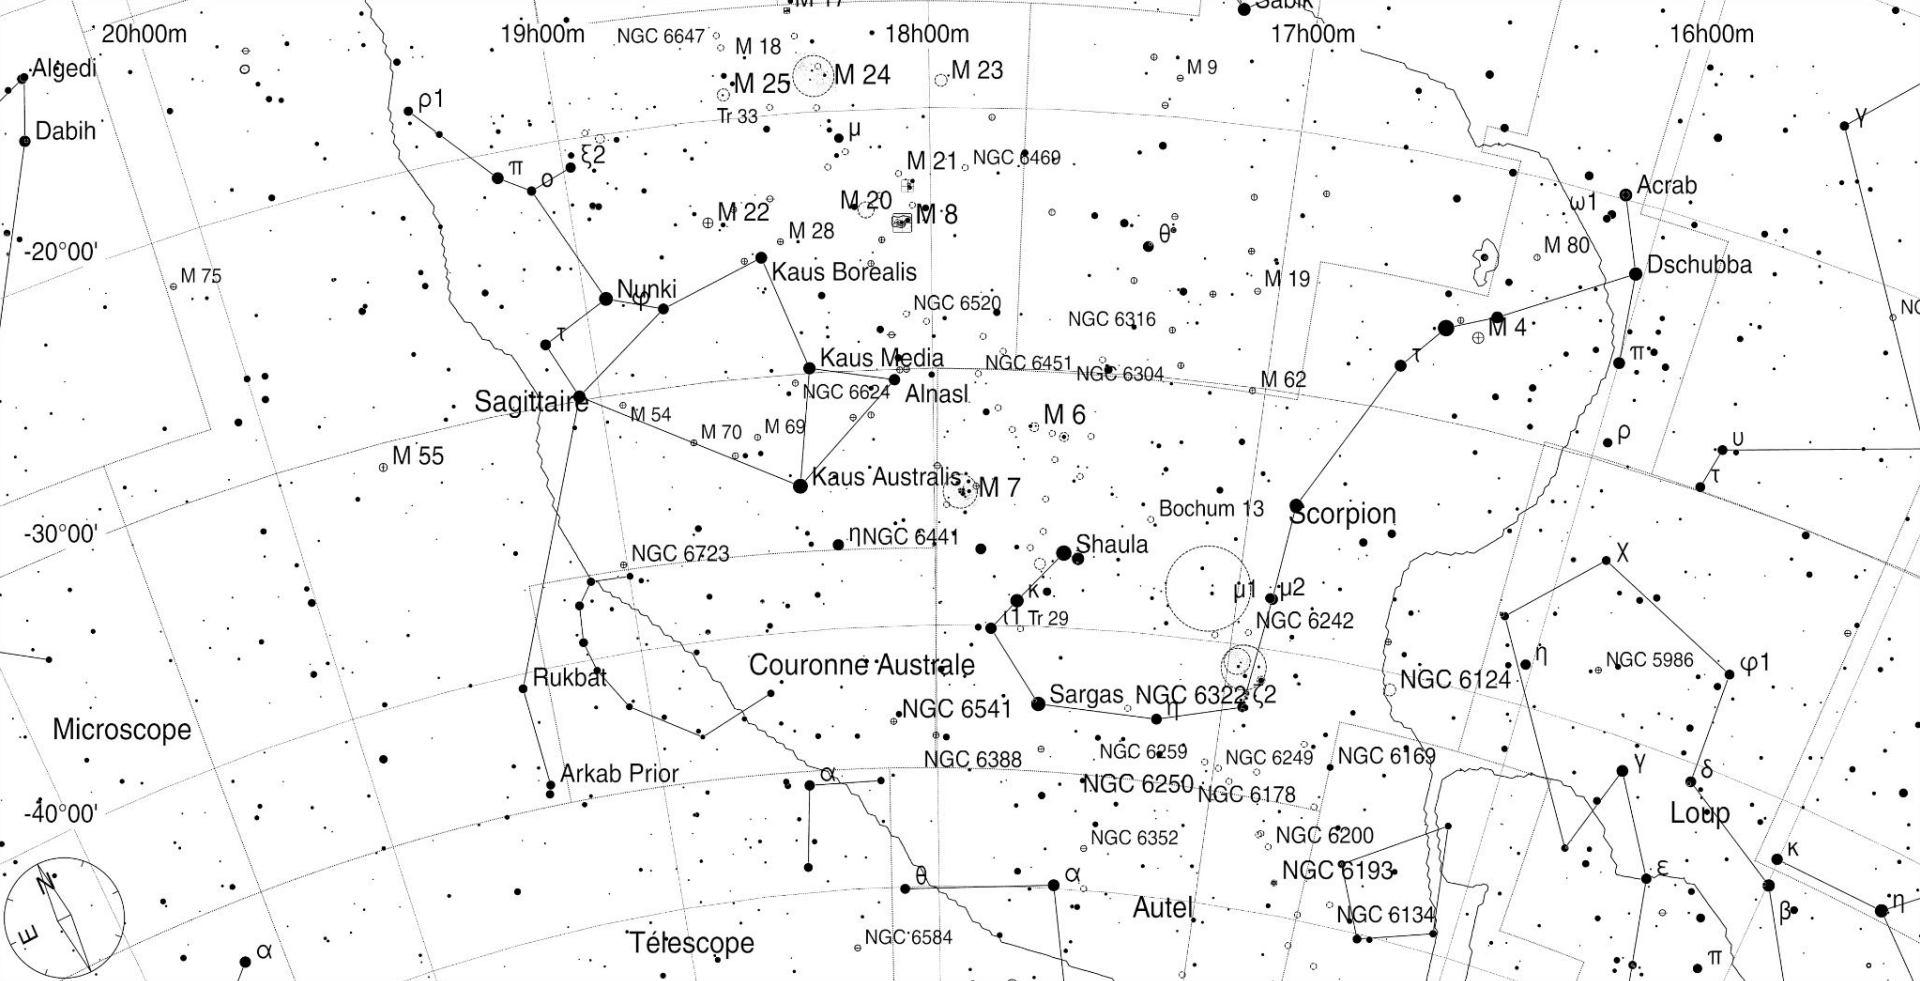 M 17
Sabik
20h00m
19h00m
NGC 6647
M 18
18h00m
17h00m
16h00m
Algedi
M 25
M 24
M 23
M 9
ρ1
Tr 33
γ
Dabih
μ
π
ο
ξ2
M 21
NGC 6469
Acrab
ω1
M 22
M 20
M 8
M 28
θ
M 80
-20°00'
M 75
Kaus Borealis
Dschubba
M 19
Nunki
φ
NGC 6520
NGC 6316
M 4
τ
τ
π
Kaus Media
NGC 6451
NGC 6304
M 62
NGC 6624
Alnasl
Sagittaire
M 54
M 6
M 70
M 69
ρ
υ
M 55
τ
Kaus Australis
M 7
Bochum 13
Scorpion
-30°00'
η
NGC 6441
Shaula
NGC 6723
χ
κ
μ1
μ2
ι1
Tr 29
NGC 6242
η
Couronne Australe
NGC 5986
φ1
Rukbat
NGC 6124
Sargas
NGC 6322
η
ζ2
NGC 6541
Microscope
NGC 6388
NGC 6259
NGC 6249
NGC 6169
γ
δ
Arkab Prior
α
NGC 6250
NGC 6178
-40°00'
Loup
NGC 6352
NGC 6200
κ
NGC 6193
ε
θ
α
N
Autel
NGC 6134
β
η
E
Télescope
NGC 6584
α
π